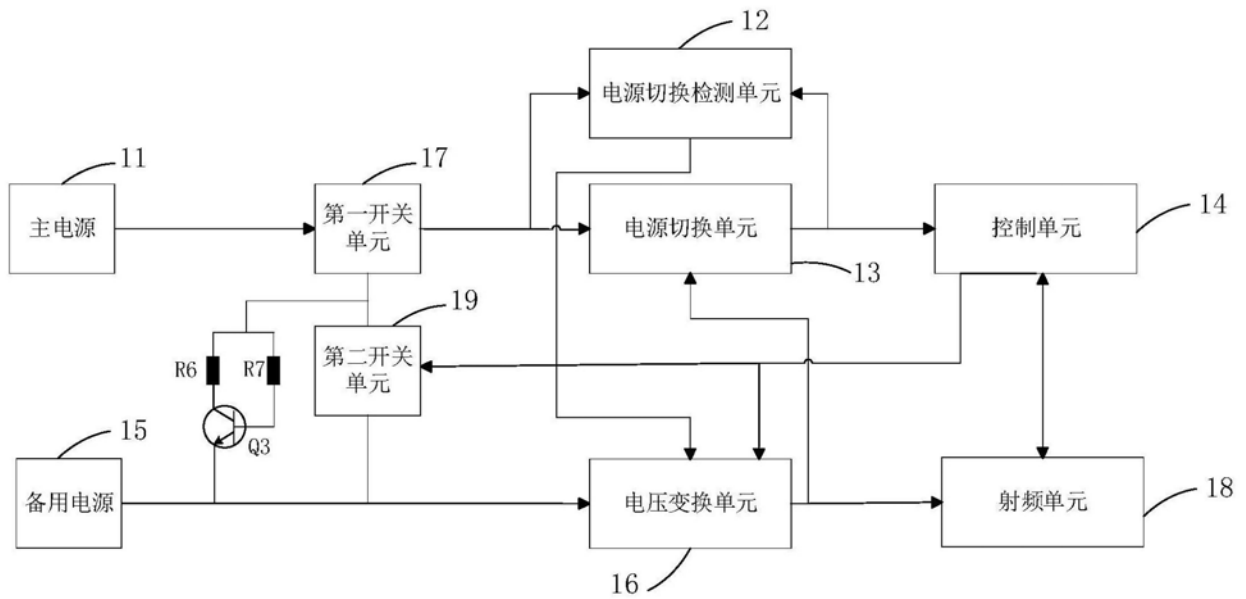 12
电源切换检测单元
11
17
主电源
第一开关
单元
电源切换单元
13
控制单元
14
19
R6
R7
第二开关
单元
Q3
15
备用电源
电压变换单元
16
射频单元
18